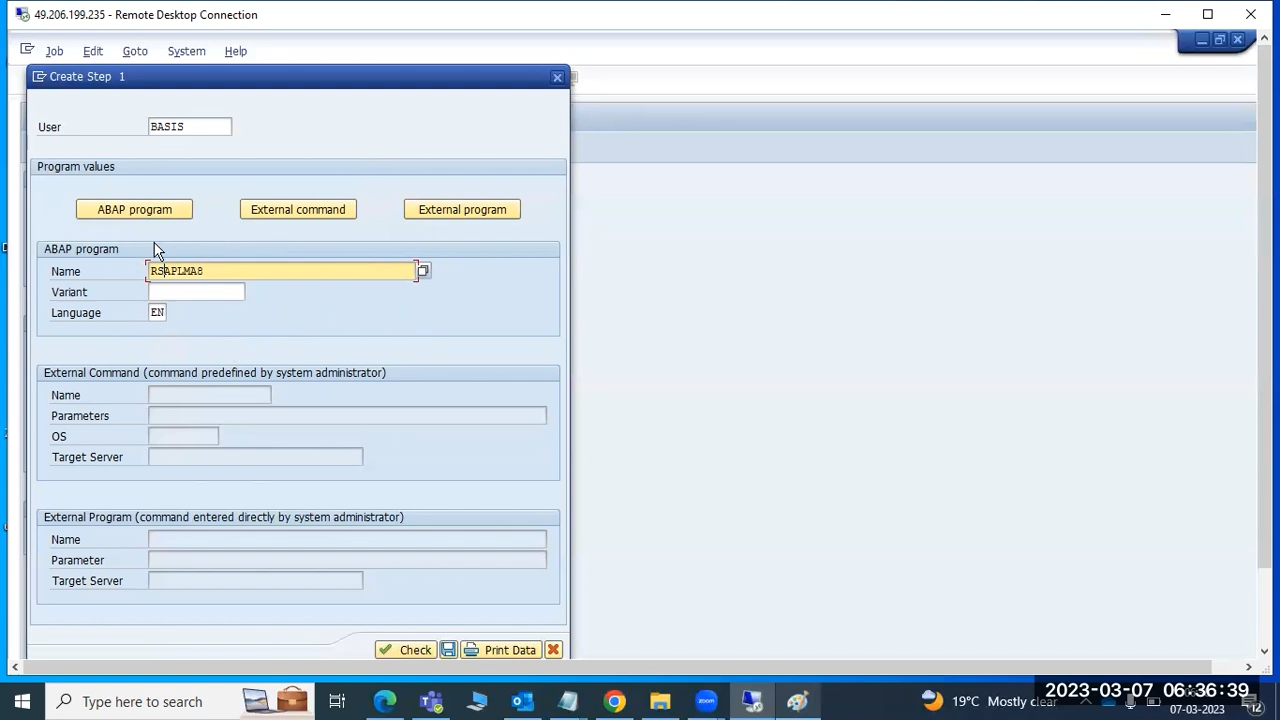 49.206.199.235 - Remote Desktop Connection
Job Edit Goto System Help
Create Step 1
User BASIS
Program values
ABAP program External command External program
ABAP program
Name RSAPLMA8
Variant
Language EN
External Command (command predefined by system administrator)
Name
Parameters
OS
Target Server
External Program (command entered directly by system administrator)
Name
Parameter
Target Server
Check Print Data
Type here to search
19°C Mostly clear
2023-03-07 06:36:39
07-03-2023
12